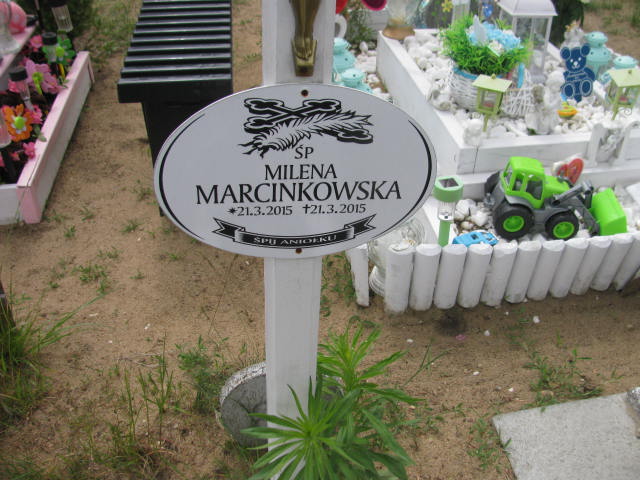 ŚP
MILENA
MARCINKOWSKA
*21.3.2015 †21.3.2015
ŚPIJ ANIOŁKU